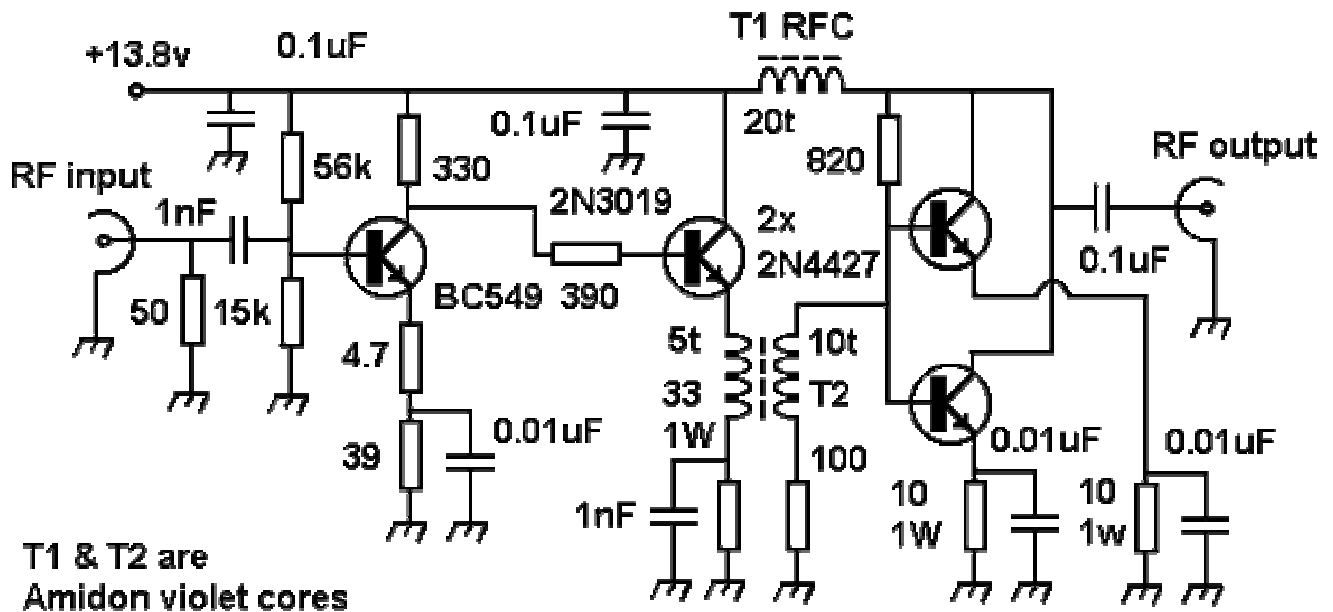 T1 RFC
+13.8v
0.1uF
20t
0.1uF
56k
330
820
RF output
RF input
2N3019
1nF
2x
2N4427
0.1uF
50
15k
BC549
390
4.7
5t
10t
33
T2
1W
0.01uF
39
100
0.01uF
0.01uF
1nF
10
1W
10
1w
T1 & T2 are
Amidon violet cores